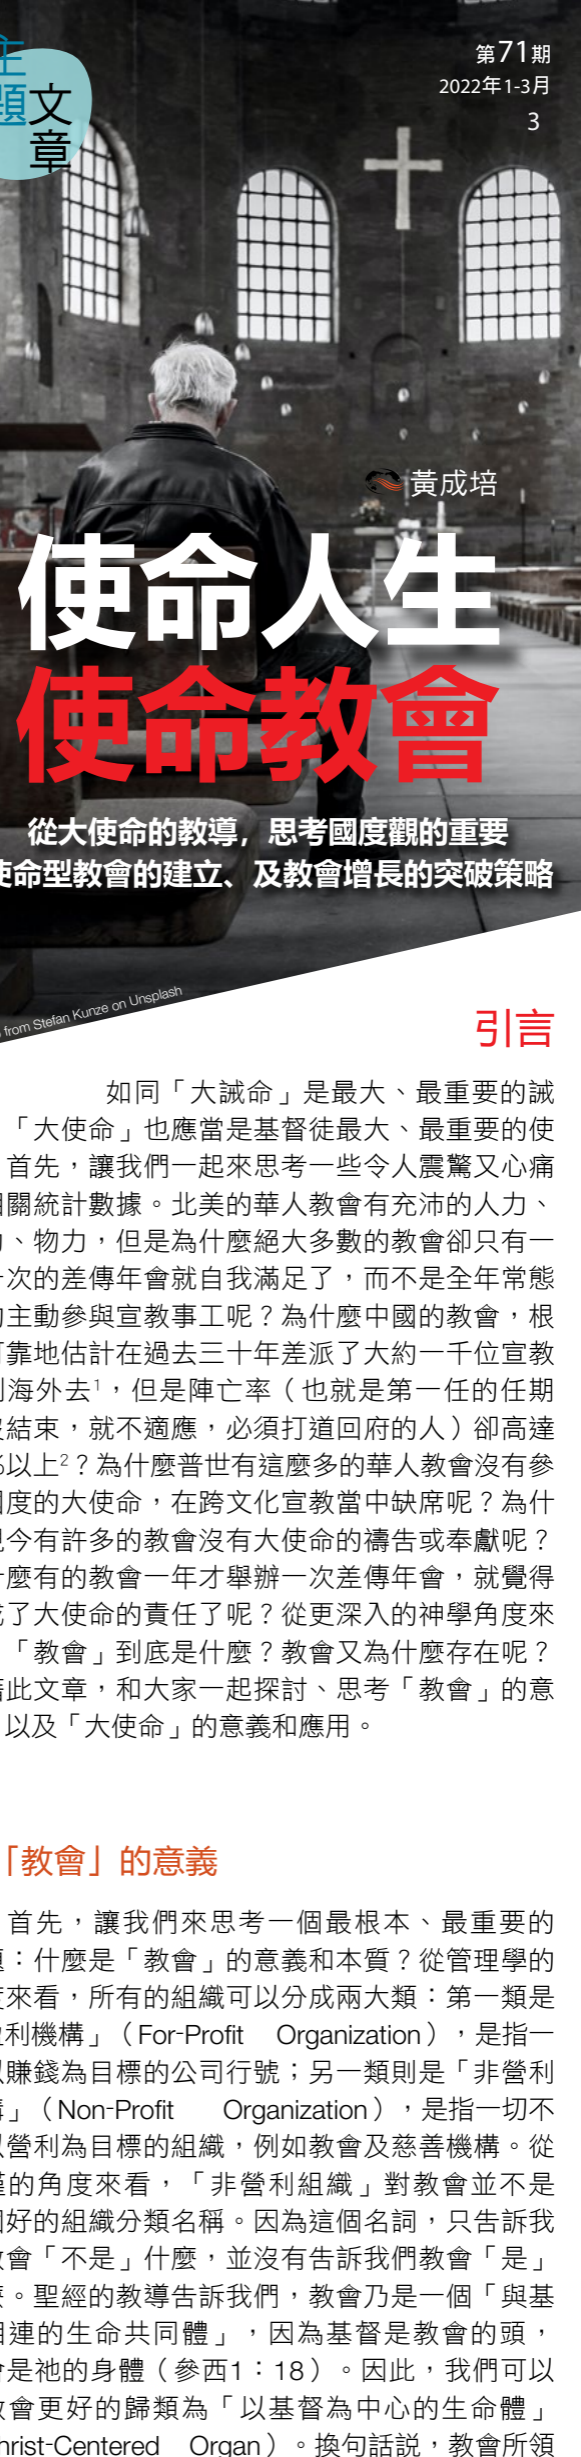 主題
文章
第71期
2022年1-3月
3
黃成培
使命人生
使命教會
從大使命的教導，思考國度觀的重要
使命型教會的建立、及教會增長的突破策略
from Stefan Kunze on Unsplash
引言
如同「大誡命」是最大、最重要的誡
「大使命」也應當是基督徒最大、最重要的使
首先，讓我們一起來思考一些令人震驚又心痛
相關統計數據。北美的華人教會有充沛的人力、
、物力，但是為什麼絕大多數的教會卻只有一
次的差傳年會就自我滿足了，而不是全年常態
的主動參與宣教事工呢？為什麼中國的教會，根
可靠地估計在過去三十年差派了大約一千位宣教
到海外去1，但是陣亡率（也就是第一任的任期
沒結束，就不適應，必須打道回府的人）卻高達
%以上2？為什麼普世有這麼多的華人教會沒有參
國度的大使命，在跨文化宣教當中缺席呢？為什
現今有許多的教會沒有大使命的禱告或奉獻呢？
什麼有的教會一年才舉辦一次差傳年會，就覺得
成了大使命的責任了呢？從更深入的神學角度來
「教會」到底是什麼？教會又為什麼存在呢？
藉此文章，和大家一起探討、思考「教會」的意
以及「大使命」的意義和應用。
「教會」的意義
首先，讓我們來思考一個最根本、最重要的
題：什麼是「教會」的意義和本質？從管理學的
度來看，所有的組織可以分成兩大類：第一類是
利機構」（For-Profit Organization），是指一
以賺錢為目標的公司行號；另一類則是「非營利
構」（Non-Profit Organization），是指一切不
以營利為目標的組織，例如教會及慈善機構。從
的角度來看，「非營利組織」對教會並不是
個好的組織分類名稱。因為這個名詞，只告訴我
教會「不是」什麼，並沒有告訴我們教會「是」
麼。聖經的教導告訴我們，教會乃是一個「與基
相連的生命共同體」，因為基督是教會的頭，
會是祂的身體（參西1：18）。因此，我們可以
教會更好的歸類為「以基督為中心的生命體」
hrist-Centered Organ）。換句話説，教會所領